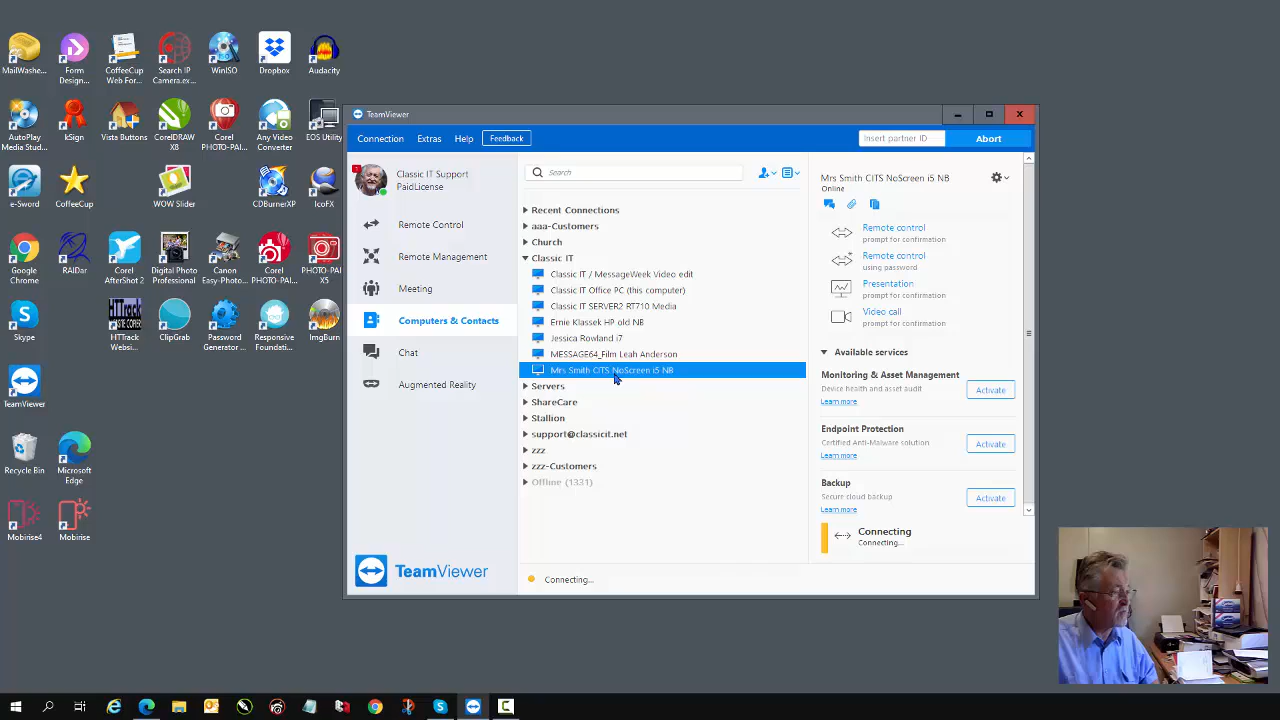 MailWashe...
Form Design...
CoffeeCup Web For...
Search IP Camera.ex...
WinISO
Dropbox
Audacity
AutoPlay Media Stud...
kSign
Vista Buttons
CorelDRAW X8
Corel PHOTO-PAI...
Any Video Converter
EOS Utility
e-Sword
CoffeeCup
WOW Slider
CDBurnerXP
IcoFX
Google Chrome
RAIDar
Corel AfterShot 2
Digital Photo Professional
Canon Easy-Photo...
Corel PHOTO-PAI...
PHOTO-PAI X5
Skype
HTTrack Websi...
ClipGrab
Password Generator ...
Responsive Foundati...
ImgBurn
TeamViewer
Recycle Bin
Microsoft Edge
Mobirise4
Mobirise
TeamViewer
Connection
Extras
Help
Feedback
Insert partner ID
Abort
Classic IT Support
PaidLicense
Remote Control
Remote Management
Meeting
Computers & Contacts
Chat
Augmented Reality
TeamViewer
Search
Recent Connections
aaa-Customers
Church
Classic IT
Classic IT / MessageWeek Video edit
Classic IT Office PC (this computer)
Classic IT SERVER2 RT710 Media
Ernie Klassek HP old NB
Jessica Rowland i7
MESSAGE64_Film Leah Anderson
Mrs Smith CITS NoScreen i5 NB
Servers
ShareCare
Stallion
support@classicit.net
zzz
zzz-Customers
Offline (1331)
Connecting...
Mrs Smith CITS NoScreen i5 NB
Online
Remote control
prompt for confirmation
Remote control
using password
Presentation
prompt for confirmation
Video call
prompt for confirmation
Available services
Monitoring & Asset Management
Device health and asset audit
Learn more
Activate
Endpoint Protection
Certified Anti-Malware solution
Learn more
Activate
Backup
Secure cloud backup
Learn more
Activate
Connecting
Connecting...